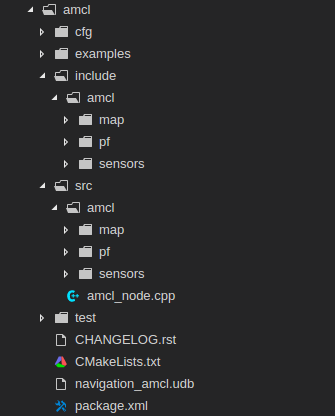 amcl
cfg
examples
include
amcl
map
pf
sensors
src
amcl
map
pf
sensors
amcl_node.cpp
test
CHANGELOG.rst
CMakeLists.txt
navigation_amcl.udb
package.xml